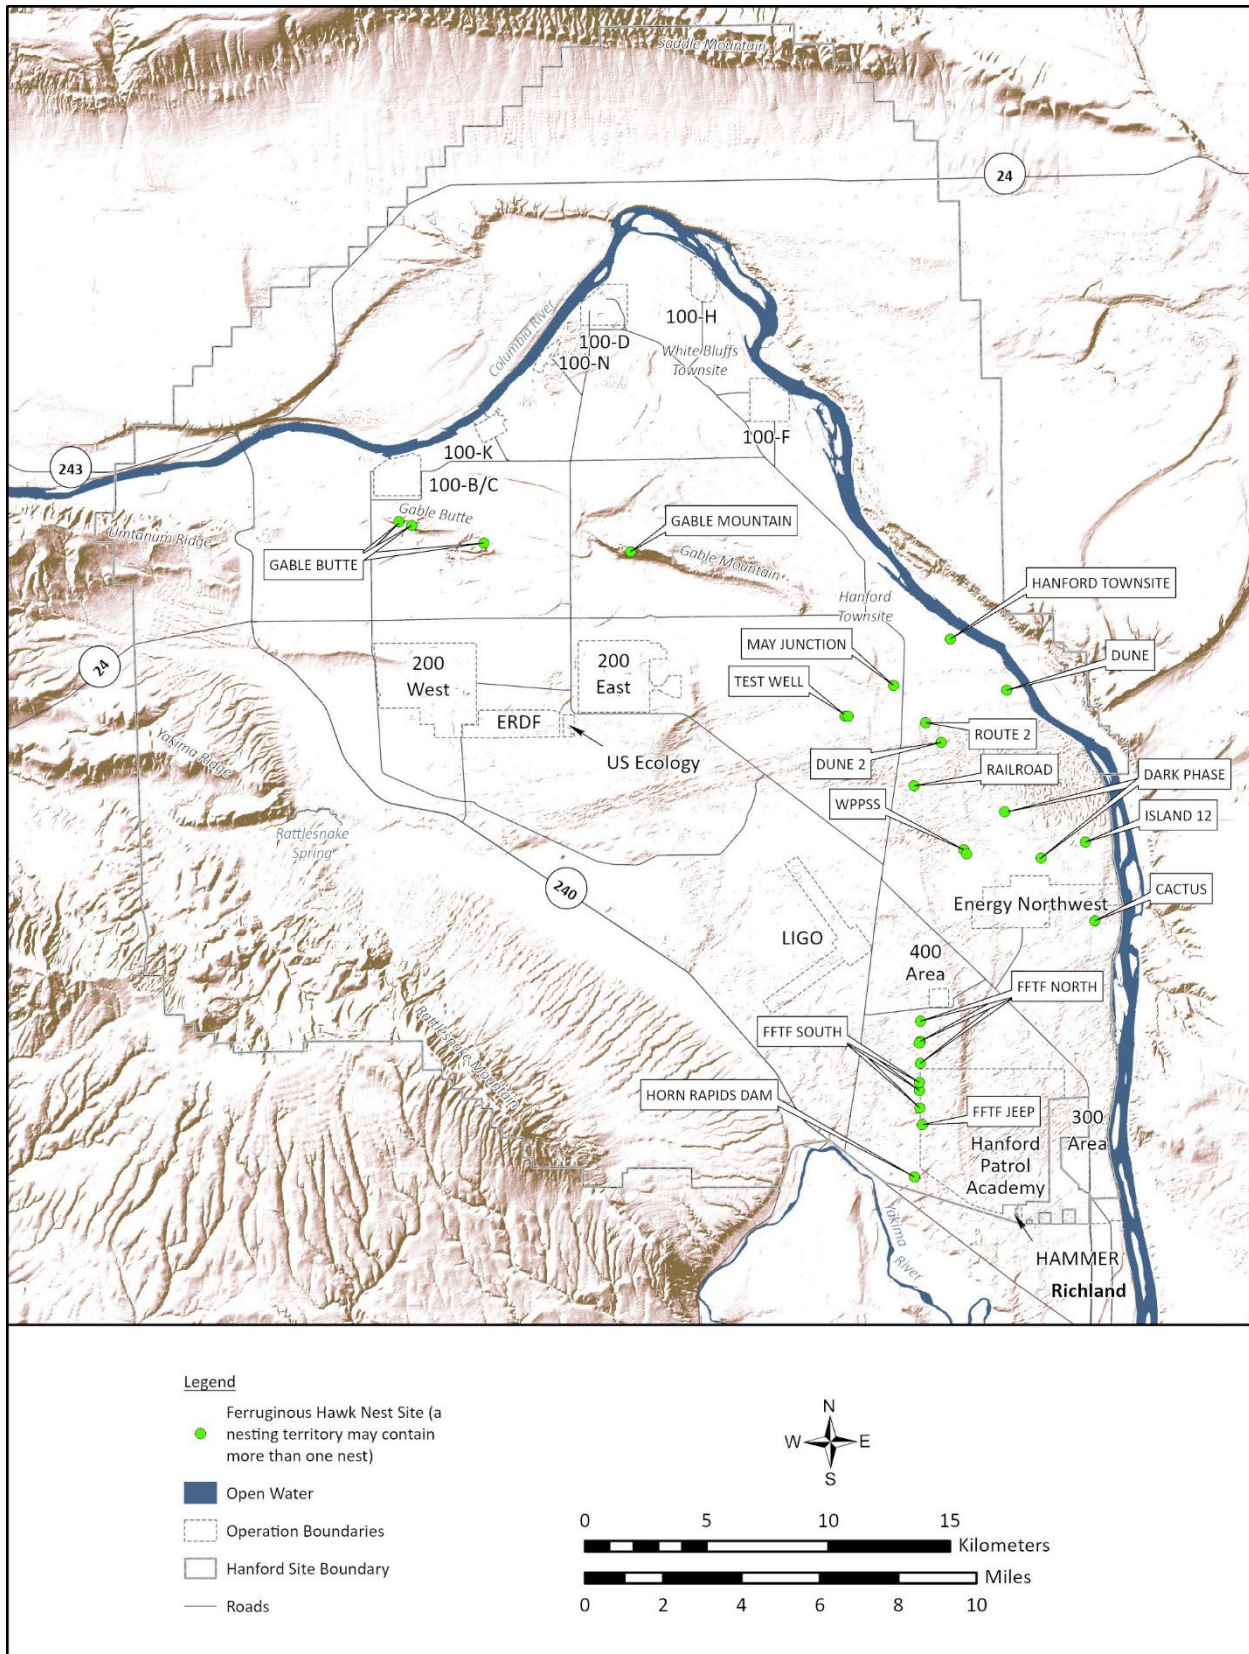 Saddle Mountain
24
Columbia River
100-H
100-D
White Bluffs
Townsite
100-N
100-F
100-K
243
100-B/C
Gable Butte
GABLE MOUNTAIN
Umtanum Ridge
GABLE BUTTE
Gable Mountain
HANFORD TOWNSITE
Hanford
Townsite
MAY JUNCTION
DUNE
24
200
West
200
East
TEST WELL
ERDF
ROUTE 2
US Ecology
DUNE 2
RAILROAD
DARK PHASE
Yakima Ridge
WPPSS
ISLAND 12
Rattlesnake
Spring
240
CACTUS
Energy Northwest
LIGO
400
Area
FFTF NORTH
FFTF SOUTH
Rattlesnake Mountain
HORN RAPIDS DAM
FFTF JEEP
300
Area
Hanford
Patrol
Academy
Yakima
River
HAMMER
Richland
Legend
Ferruginous Hawk Nest Site (a
nesting territory may contain
more than one nest)
Open Water
Operation Boundaries
Hanford Site Boundary
Roads
N
W E
S
0 5 10 15
Kilometers
Miles
0 2 4 6 8 10